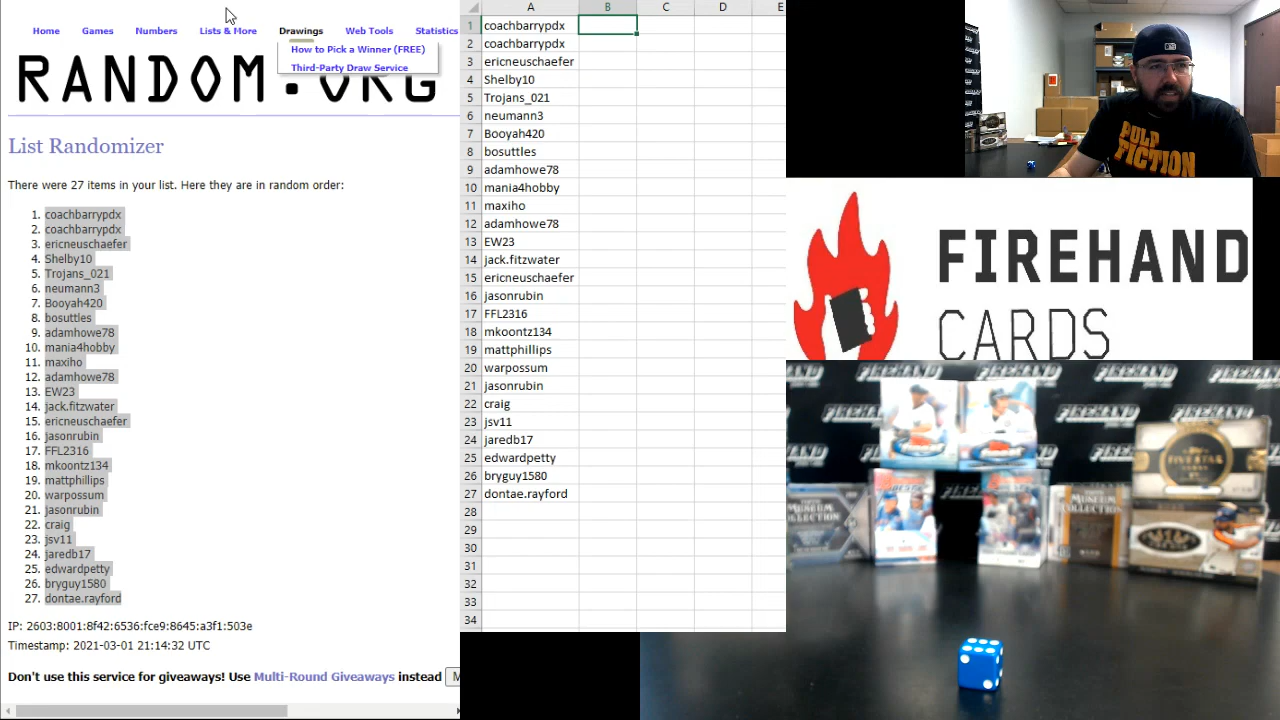 Home Games Numbers Lists & More Drawings Web Tools Statistics
How to Pick a Winner (FREE)
Third-Party Draw Service
RANDOM.ORG
List Randomizer
There were 27 items in your list. Here they are in random order:
1. coachbarrypdx
2. coachbarrypdx
3. ericneuschaefer
4. Shelby10
5. Trojans_021
6. neumann3
7. Booyah420
8. bosuttles
9. adamhowe78
10. mania4hobby
11. maxiho
12. adamhowe78
13. EW23
14. jack.fitzwater
15. ericneuschaefer
16. jasonrubin
17. FFL2316
18. mkoontz134
19. mattphillips
20. warpossum
21. jasonrubin
22. craig
23. jsv11
24. jaredb17
25. edwardpetty
26. bryguy1580
27. dontae.rayford
IP: 2603:8001:8f42:6536:fce9:8645:a3f1:503e
Timestamp: 2021-03-01 21:14:32 UTC
Don't use this service for giveaways! Use Multi-Round Giveaways instead
A B C D E
1 coachbarrypdx
2 coachbarrypdx
3 ericneuschaefer
4 Shelby10
5 Trojans_021
6 neumann3
7 Booyah420
8 bosuttles
9 adamhowe78
10 mania4hobby
11 maxiho
12 adamhowe78
13 EW23
14 jack.fitzwater
15 ericneuschaefer
16 jasonrubin
17 FFL2316
18 mkoontz134
19 mattphillips
20 warpossum
21 jasonrubin
22 craig
23 jsv11
24 jaredb17
25 edwardpetty
26 bryguy1580
27 dontae.rayford
28
29
30
31
32
33
34
PULP
FICTION
FIREHAND
CARDS
FIREHAND
FIVE STAR
MUSEUM
COLLECTION
MUSEUM
COLLECTION